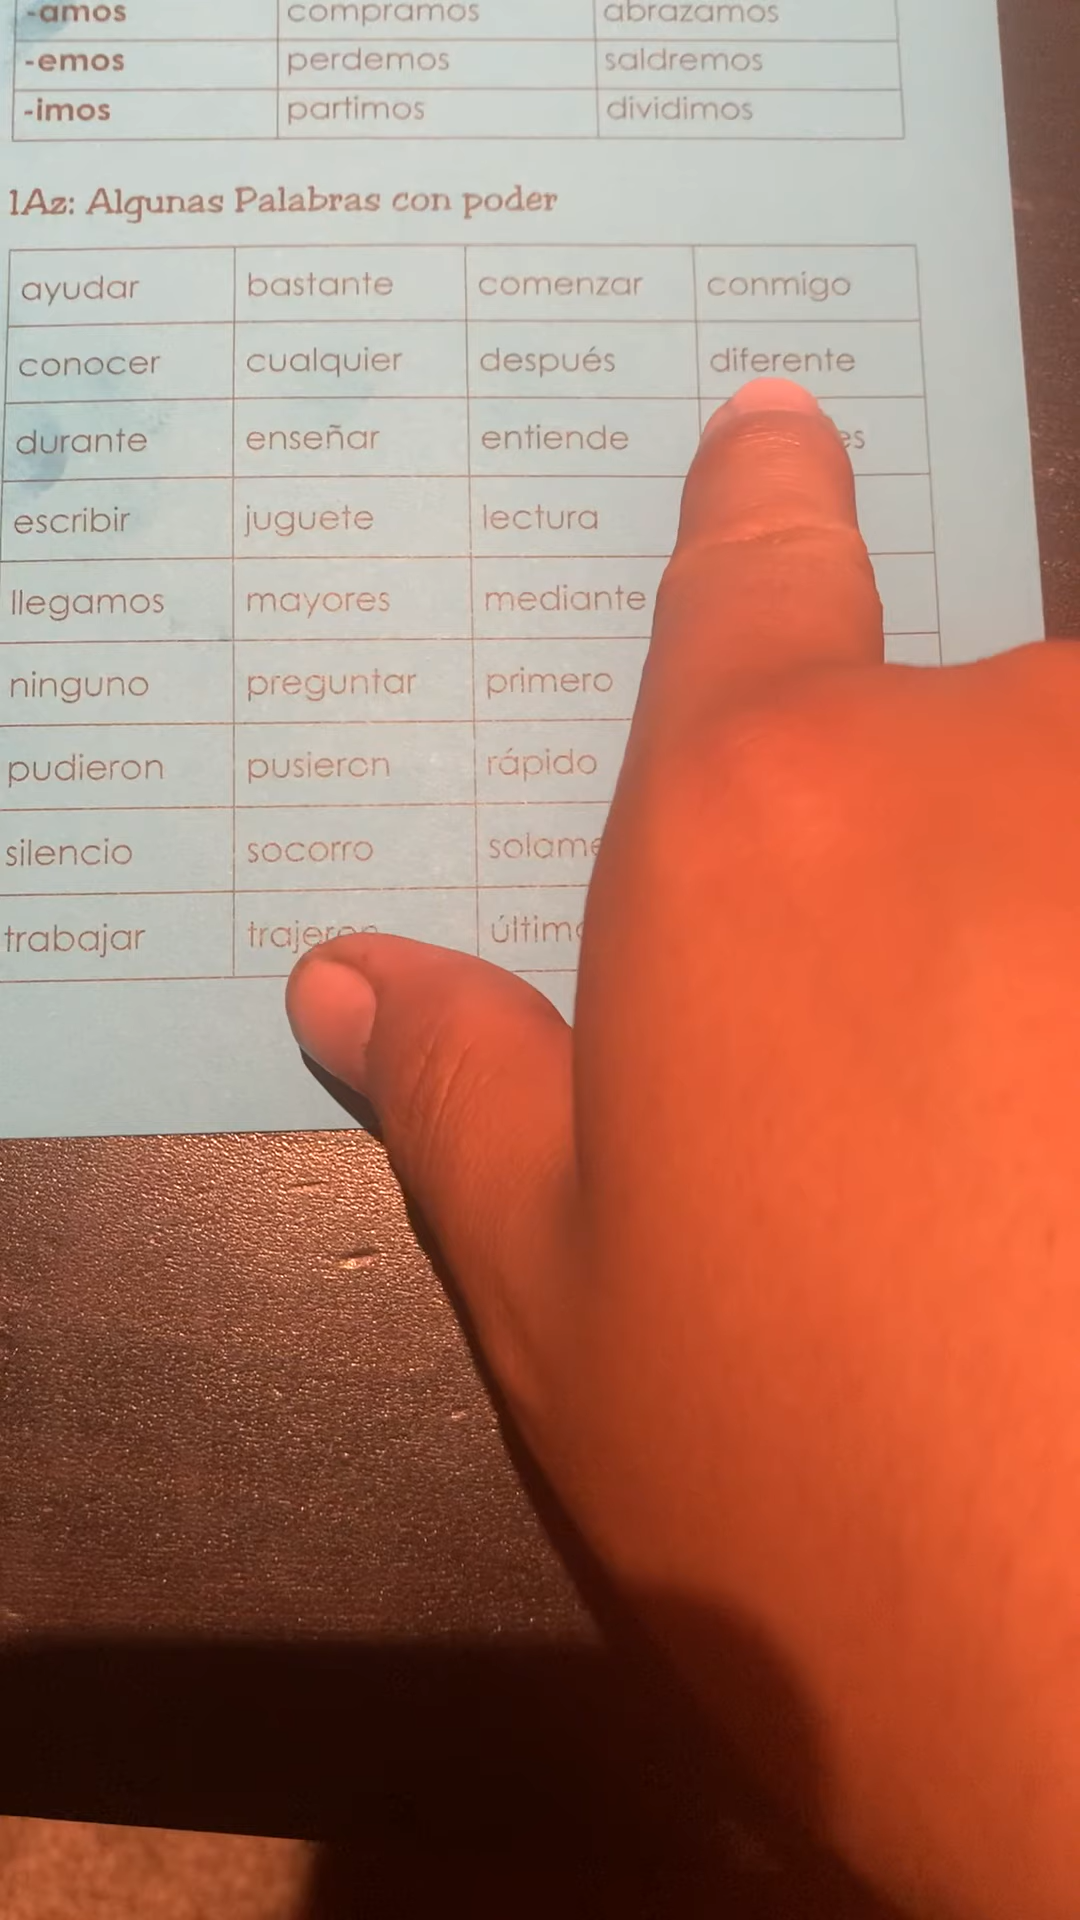 -amos compramos abrazamos
-emos perdemos saldremos
-imos partimos dividimos
1Az: Algunas Palabras con poder
ayudar bastante comenzar conmigo
conocer cualquier después diferente
durante enseñar entiende
escribir juguete lectura
llegamos mayores mediante
ninguno preguntar primero
pudieron pusieron rápido
silencio socorro
trabajar trajeron